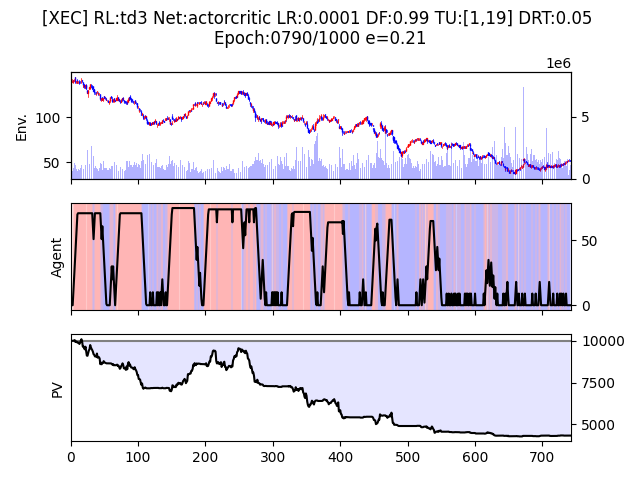 [XEC] RL:td3 Net:actorcritic LR:0.0001 DF:0.99 TU:[1,19] DRT:0.05
Epoch:0790/1000 e=0.21
1e6
Env.
100
50
5
0
Agent
50
0
PV
10000
7500
5000
0 100 200 300 400 500 600 700